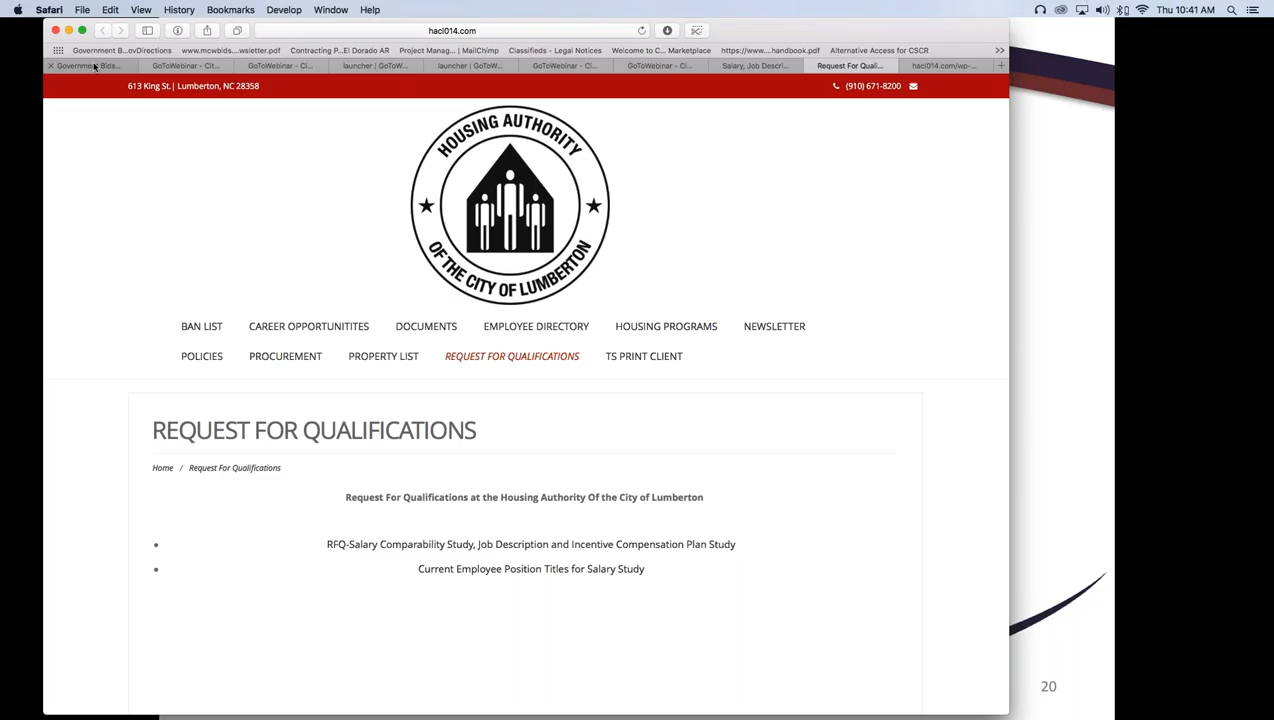 Safari File Edit View History Bookmarks Develop Window Help Thu 10:41 AM
hacl014.com
Government B...ovDirections www.mcwbids....wsletter.pdf Contracting P...El Dorado AR Project Manag... | MailChimp Classifieds - Legal Notices Welcome to C... Marketplace https://www....handbook.pdf Alternative Access for CSCR >>
Government Bids... GoToWebinar - Cit... GoToWebinar - Ci... launcher | GoToW... launcher | GoToW... GoToWebinar - Ci... GoToWebinar - Ci... Salary, Job Descri... Request For Quali... hacl014.com/wp-...
613 King St.| Lumberton, NC 28358 (910) 671-8200
HOUSING AUTHORITY
OF THE CITY OF LUMBERTON
BAN LIST CAREER OPPORTUNITITES DOCUMENTS EMPLOYEE DIRECTORY HOUSING PROGRAMS NEWSLETTER
POLICIES PROCUREMENT PROPERTY LIST REQUEST FOR QUALIFICATIONS TS PRINT CLIENT
REQUEST FOR QUALIFICATIONS
Home / Request For Qualifications
Request For Qualifications at the Housing Authority Of the City of Lumberton
• RFQ-Salary Comparability Study, Job Description and Incentive Compensation Plan Study
• Current Employee Position Titles for Salary Study
20